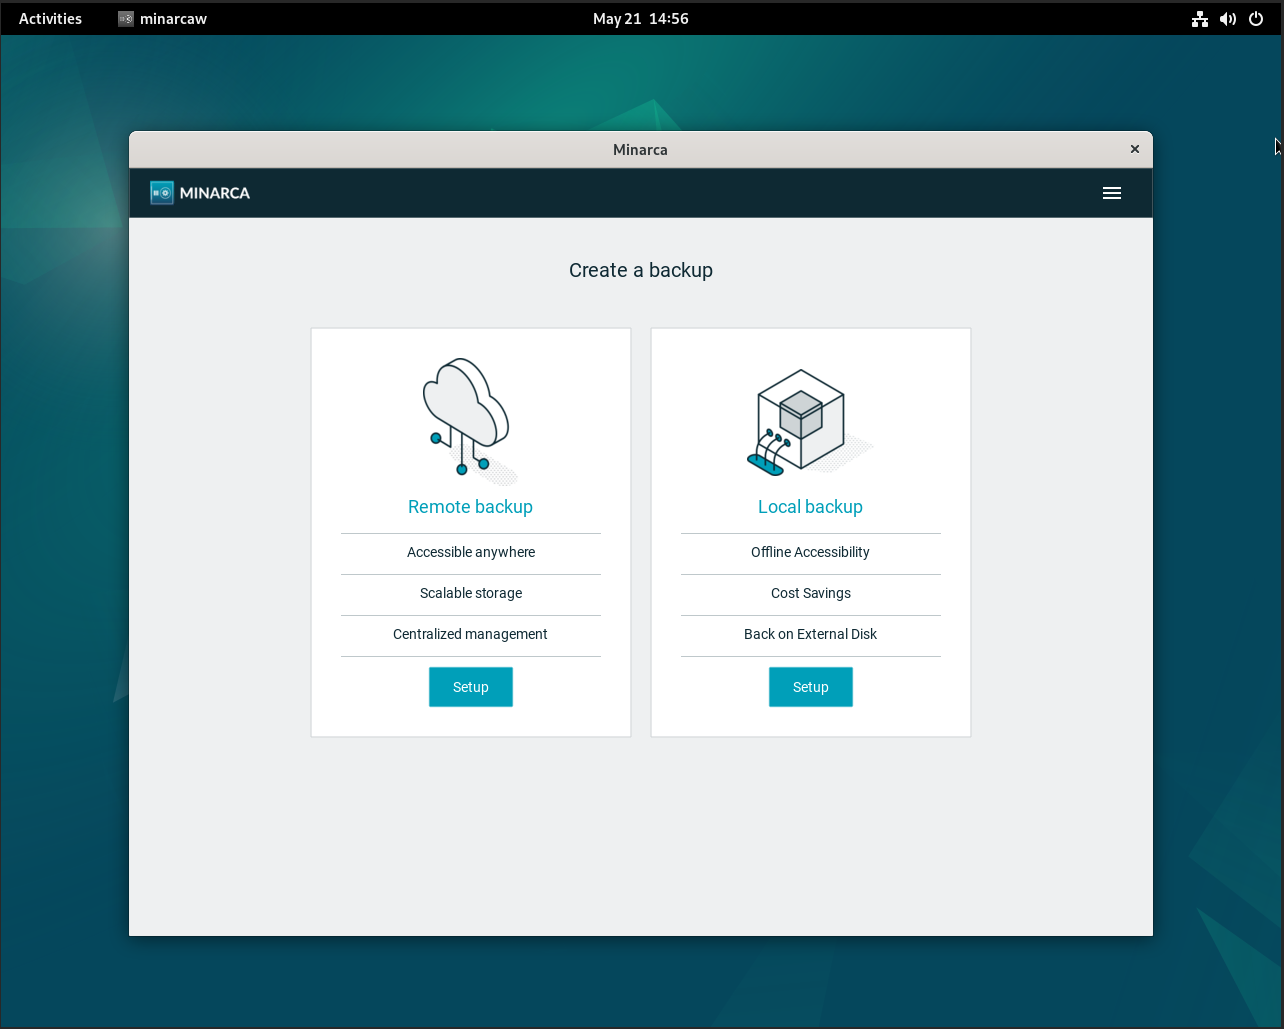 Activities minarcaw May 21 14:56
Minarca
MINARCA
Create a backup
Remote backup
Accessible anywhere
Scalable storage
Centralized management
Setup
Local backup
Offline Accessibility
Cost Savings
Back on External Disk
Setup